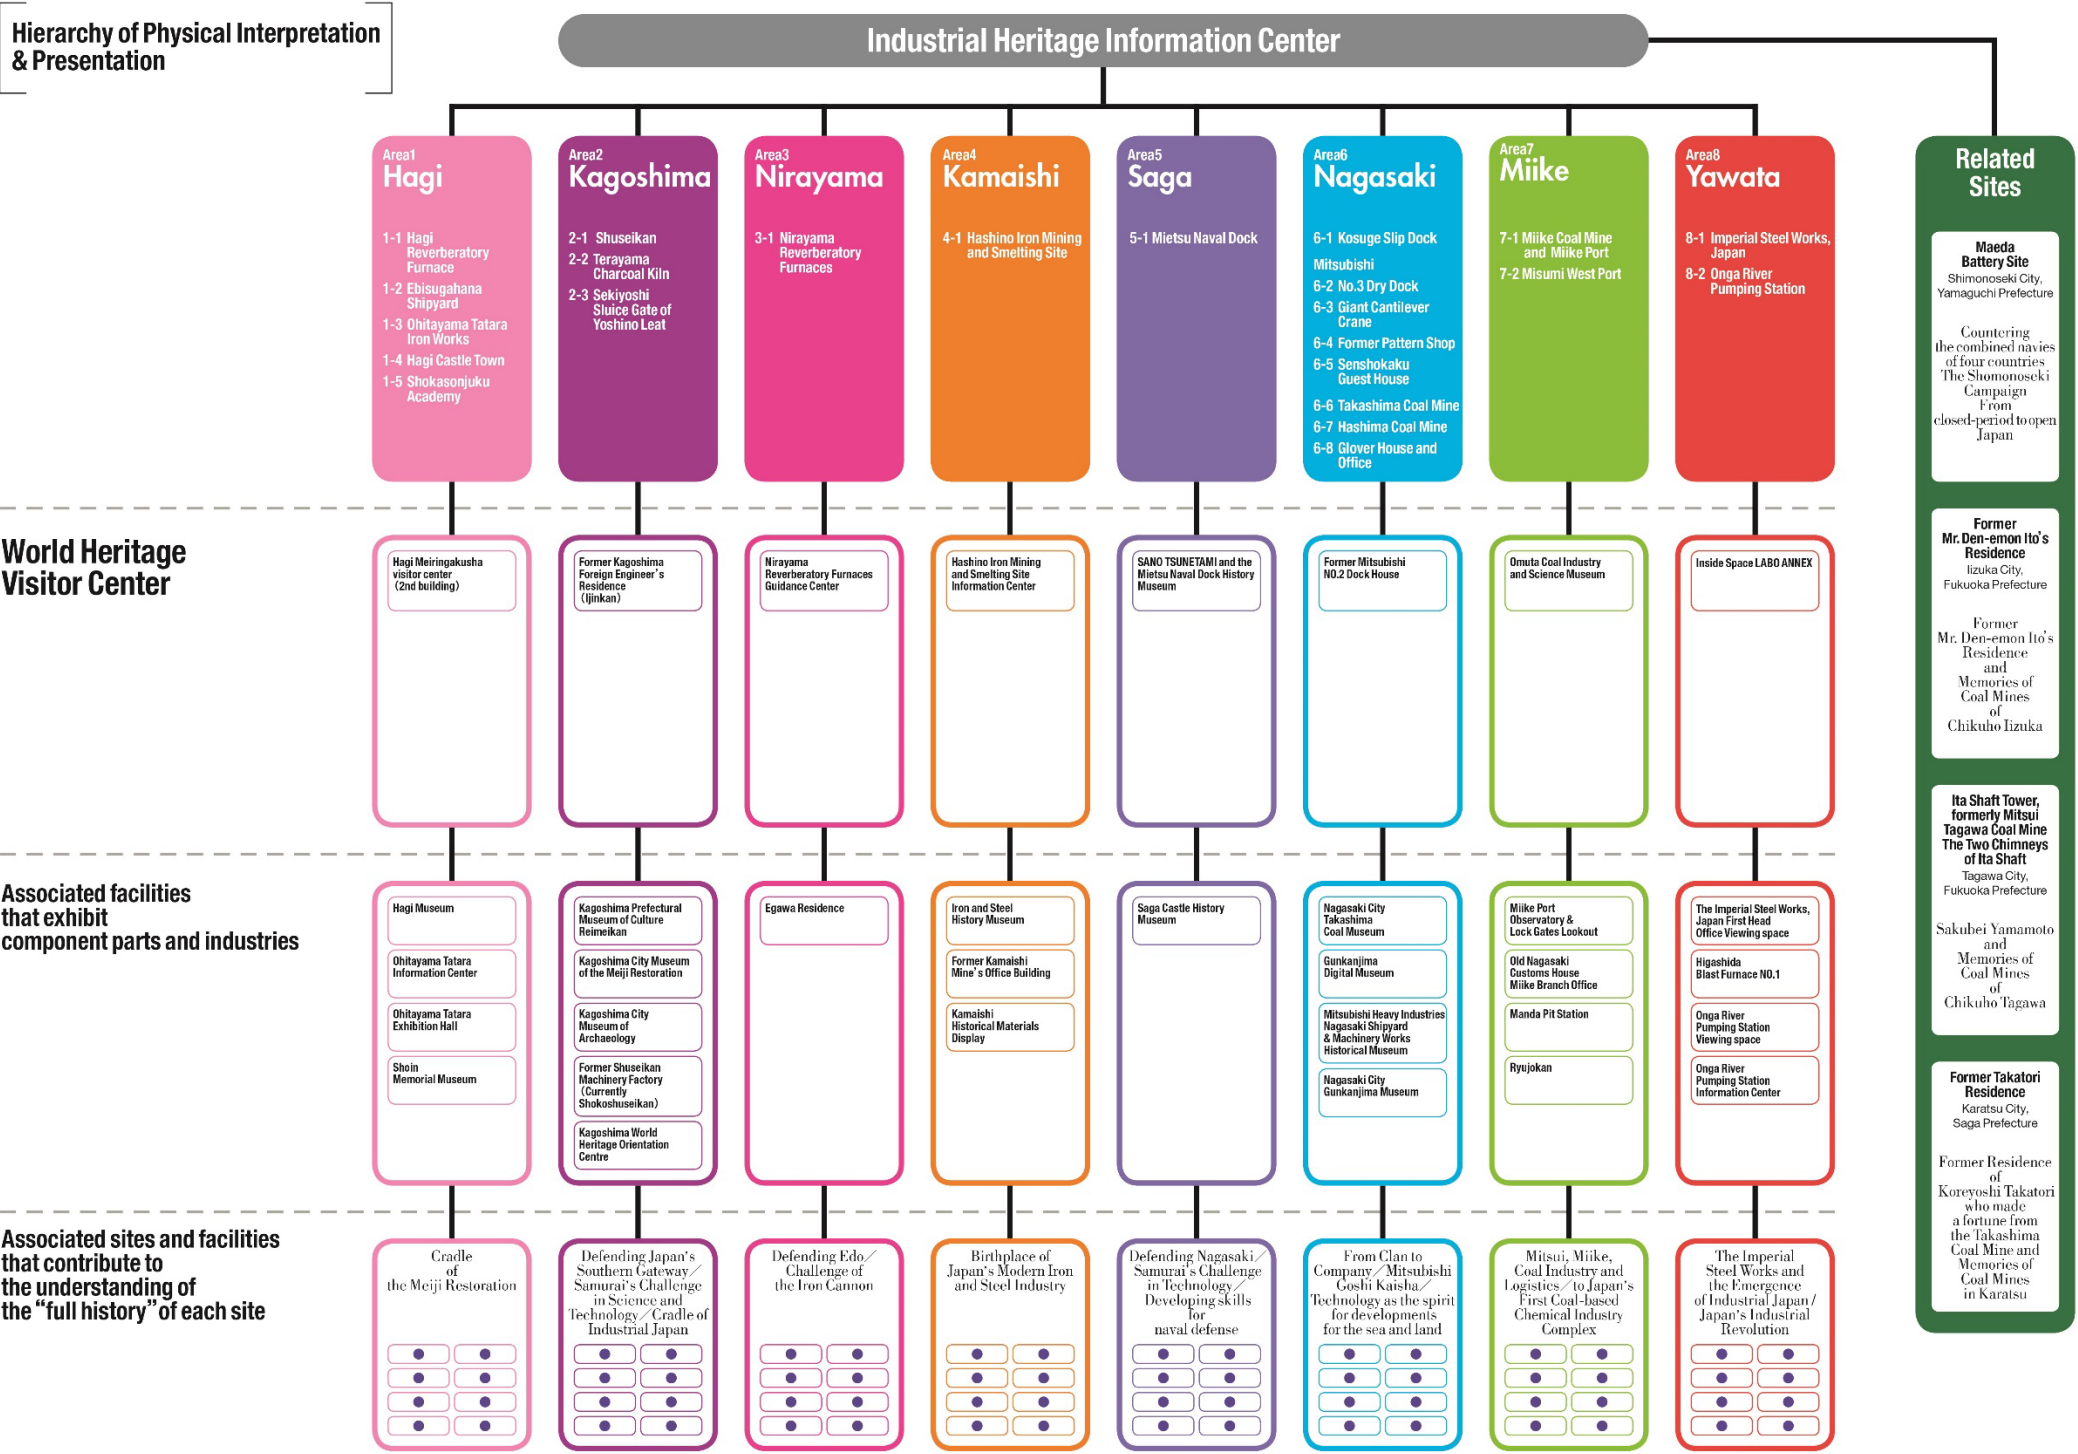 Hierarchy of Physical Interpretation
& Presentation
Industrial Heritage Information Center
Area1
Hagi
1-1 Hagi
Reverberatory
Furnace
1-2 Ebisugahana
Shipyard
1-3 Ohitayama Tatara
Iron Works
1-4 Hagi Castle Town
1-5 Shokasonjuku
Academy
Area2
Kagoshima
2-1 Shuseikan
2-2 Terayama
Charcoal Kiln
2-3 Sekiyoshi
Sluice Gate of
Yoshino Leat
Area3
Nirayama
3-1 Nirayama
Reverberatory
Furnaces
Area4
Kamaishi
4-1 Hashino Iron Mining
and Smelting Site
Area5
Saga
5-1 Mietsu Naval Dock
Area6
Nagasaki
6-1 Kosuge Slip Dock
Mitsubishi
6-2 No.3 Dry Dock
6-3 Giant Cantilever
Crane
6-4 Former Pattern Shop
6-5 Senshokaku
Guest House
6-6 Takashima Coal Mine
6-7 Hashima Coal Mine
6-8 Glover House and
Office
Area7
Miike
7-1 Miike Coal Mine
and Miike Port
7-2 Misumi West Port
Area8
Yawata
8-1 Imperial Steel Works,
Japan
8-2 Onga River
Pumping Station
Related
Sites
Maeda
Battery Site
Shimonoseki City,
Yamaguchi Prefecture
Countering
the combined navies
of four countries
The Shomonoseki
Campaign
From
closed-period to open
Japan
Former
Mr. Den-emon Ito's
Residence
Iizuka City,
Fukuoka Prefecture
Former
Mr. Den-emon Ito's
Residence
and
Memories of
Coal Mines
of
Chikuho Iizuka
Ita Shaft Tower,
formerly Mitsui
Tagawa Coal Mine
The Two Chimneys
of Ita Shaft
Tagawa City,
Fukuoka Prefecture
Sakubei Yamamoto
and
Memories of
Coal Mines
of
Chikuho Tagawa
Former Takatori
Residence
Karatsu City,
Saga Prefecture
Former Residence
of
Koreyoshi Takatori
who made
a fortune from
the Takashima
Coal Mine and
Memories of
Coal Mines
in Karatsu
World Heritage
Visitor Center
Hagi Meiringakusha
visitor center
(2nd building)
Former Kagoshima
Foreign Engineer's
Residence
(Ijinkan)
Nirayama
Reverberatory Furnaces
Guidance Center
Hashino Iron Mining
and Smelting Site
Information Center
SANO TSUNETAMI and the
Mietsu Naval Dock History
Museum
Former Mitsubishi
NO.2 Dock House
Omuta Coal Industry
and Science Museum
Inside Space LABO ANNEX
Associated facilities
that exhibit
component parts and industries
Hagi Museum
Ohitayama Tatara
Information Center
Ohitayama Tatara
Exhibition Hall
Shoin
Memorial Museum
Kagoshima Prefectural
Museum of Culture
Reimeikan
Kagoshima City Museum
of the Meiji Restoration
Kagoshima City
Museum of
Archaeology
Former Shuseikan
Machinery Factory
(Currently
Shokoshuseikan)
Kagoshima World
Heritage Orientation
Centre
Egawa Residence
Iron and Steel
History Museum
Former Kamaishi
Mine's Office Building
Kamaishi
Historical Materials
Display
Saga Castle History
Museum
Nagasaki City
Takashima
Coal Museum
Gunkanjima
Digital Museum
Mitsubishi Heavy Industries
Nagasaki Shipyard
& Machinery Works
Historical Museum
Nagasaki City
Gunkanjima Museum
Miike Port
Observatory &
Lock Gates Lookout
Old Nagasaki
Customs House
Miike Branch Office
Manda Pit Station
Ryujokan
The Imperial Steel Works,
Japan First Head
Office Viewing space
Higashida
Blast Furnace NO.1
Onga River
Pumping Station
Viewing space
Onga River
Pumping Station
Information Center
Associated sites and facilities
that contribute to
the understanding of
the "full history" of each site
Cradle
of
the Meiji Restoration
Defending Japan's
Southern Gateway/
Samurai's Challenge
in Science and
Technology/Cradle of
Industrial Japan
Defending Edo/
Challenge of
the Iron Cannon
Birthplace of
Japan's Modern Iron
and Steel Industry
Defending Nagasaki/
Samurai's Challenge
in Technology/
Developing skills
for
naval defense
From Clan to
Company/Mitsubishi
Goshi Kaisha/
Technology as the spirit
for developments
for the sea and land
Mitsui, Miike,
Coal Industry and
Logistics/to Japan's
First Coal-based
Chemical Industry
Complex
The Imperial
Steel Works and
the Emergence
of Industrial Japan/
Japan's Industrial
Revolution